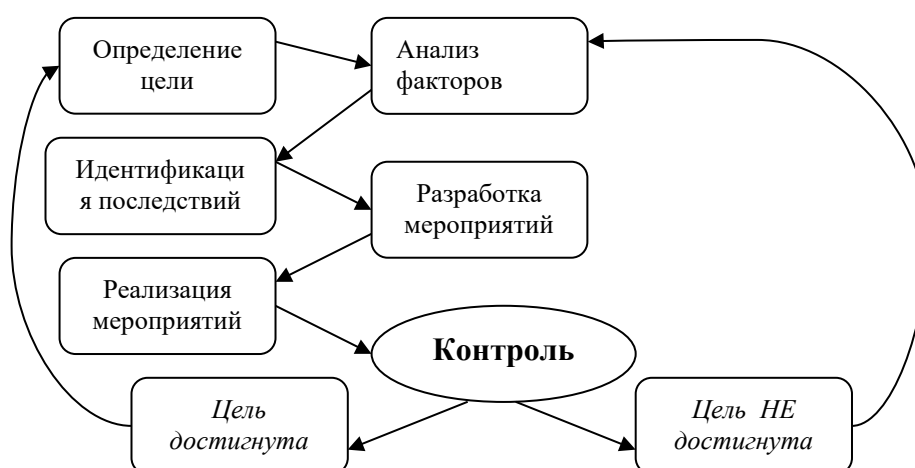 Определение
цели
Анализ
факторов
Идентификаци
я последствий
Разработка
мероприятий
Реализация
мероприятий
Контроль
Цель
достигнута
Цель НЕ
достигнута